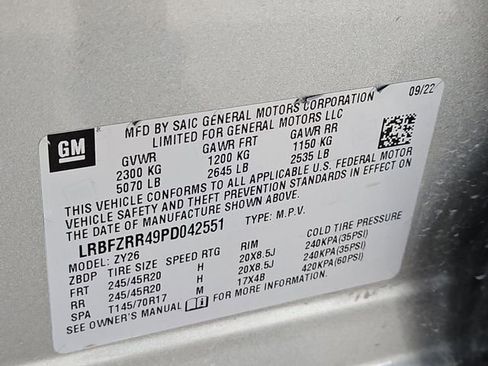 09/22
GM
MFD BY SAIC GENERAL MOTORS CORPORATION
LIMITED FOR GENERAL MOTORS LLC
GVWR GAWR FRT GAWR RR
2300 KG 1200 KG 1150 KG
5070 LB 2645 LB 2535 LB
THIS VEHICLE CONFORMS TO ALL APPLICABLE U.S. FEDERAL MOTOR
VEHICLE SAFETY AND THEFT PREVENTION STANDARDS IN EFFECT ON
THE DATE OF MANUFACTURE SHOWN ABOVE.
LRBFZRR49PD042551 TYPE: M.P.V.
MODEL: ZY26
ZBDP TIRE SIZE SPEED RTG RIM COLD TIRE PRESSURE
FRT 245/45R20 H 20X8.5J 240KPA(35PSI)
RR 245/45R20 H 20X8.5J 240KPA(35PSI)
SPA T145/70R17 M 17X4B 420KPA(60PSI)
SEE OWNER'S MANUAL FOR MORE INFORMATION.